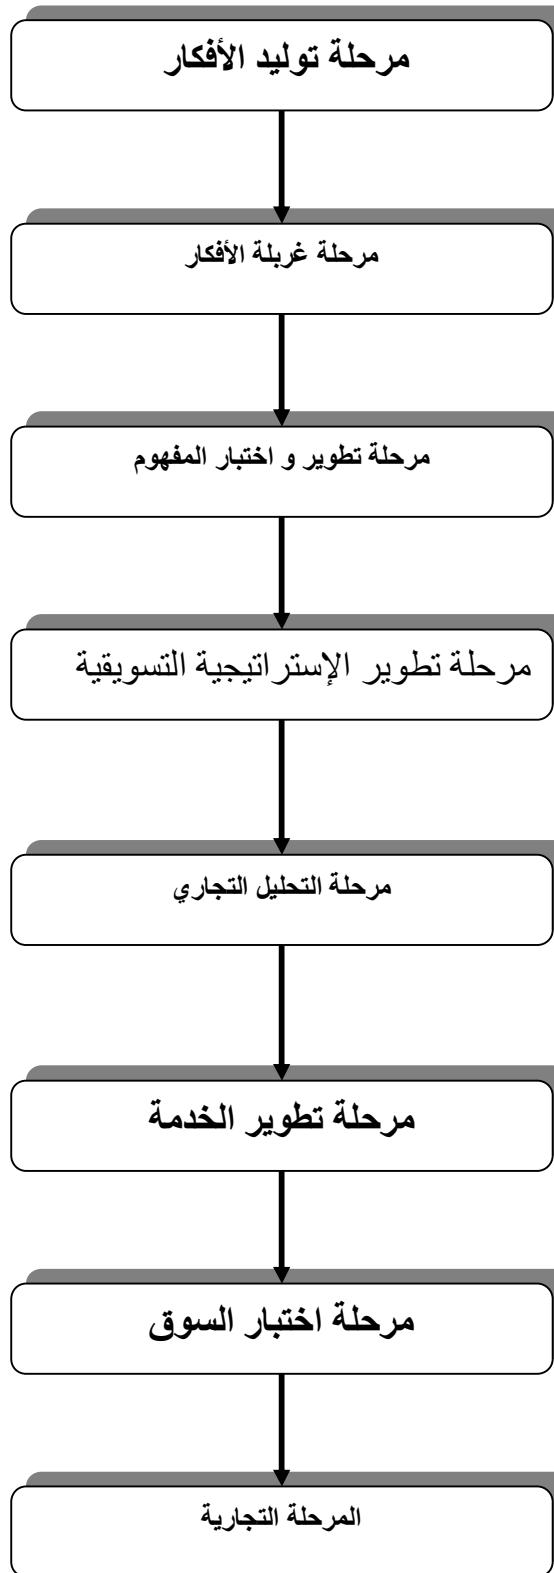 مرحلة توليد الأفكار
مرحلة غربلة الأفكار
مرحلة تطوير و اختبار المفهوم
مرحلة تطوير الإستراتيجية التسويقية
مرحلة التحليل التجاري
مرحلة تطوير الخدمة
مرحلة اختبار السوق
المرحلة التجارية